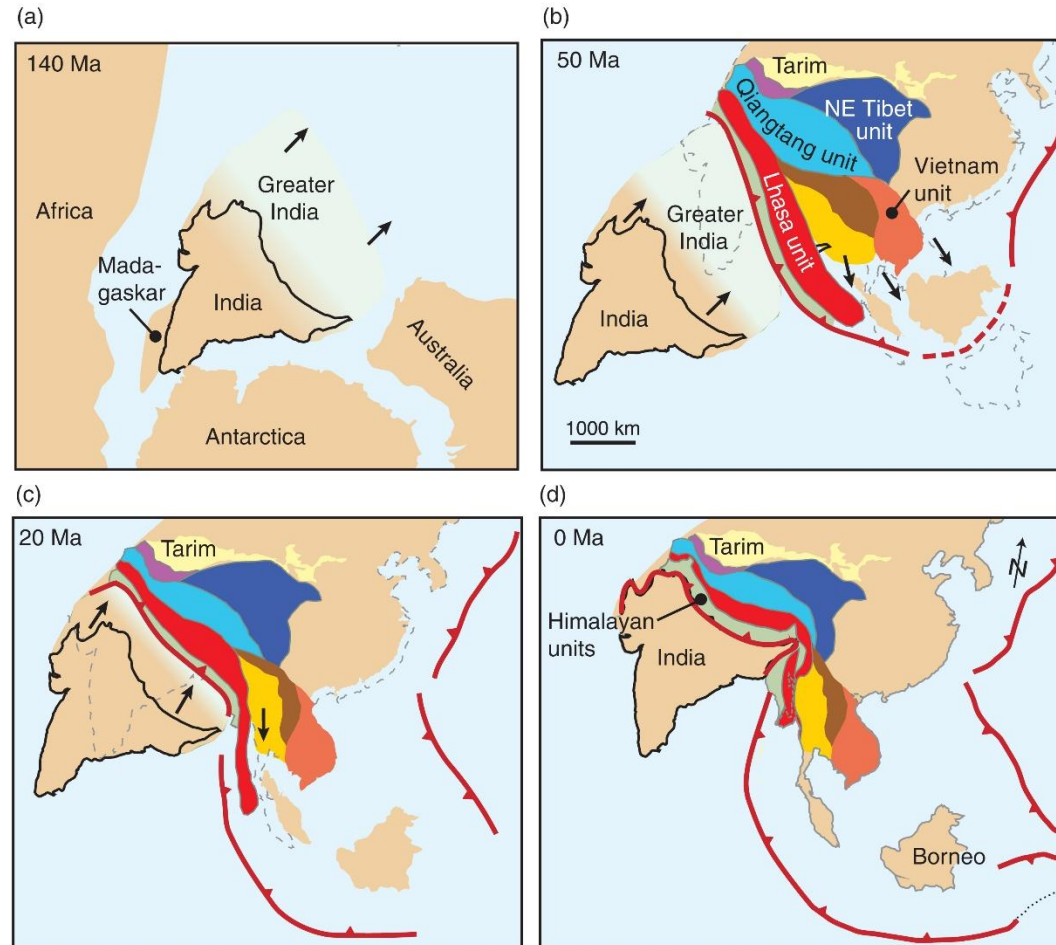 (a)
140 Ma
Africa
Greater
India
Mada-
gaskar
India
Australia
Antarctica
(b)
50 Ma
Tarim
Qiangtang unit
NE Tibet
unit
Vietnam
unit
Lhasa unit
Greater
India
India
1000 km
(c)
20 Ma
Tarim
(d)
0 Ma
Tarim
N
Himalayan
units
India
Borneo